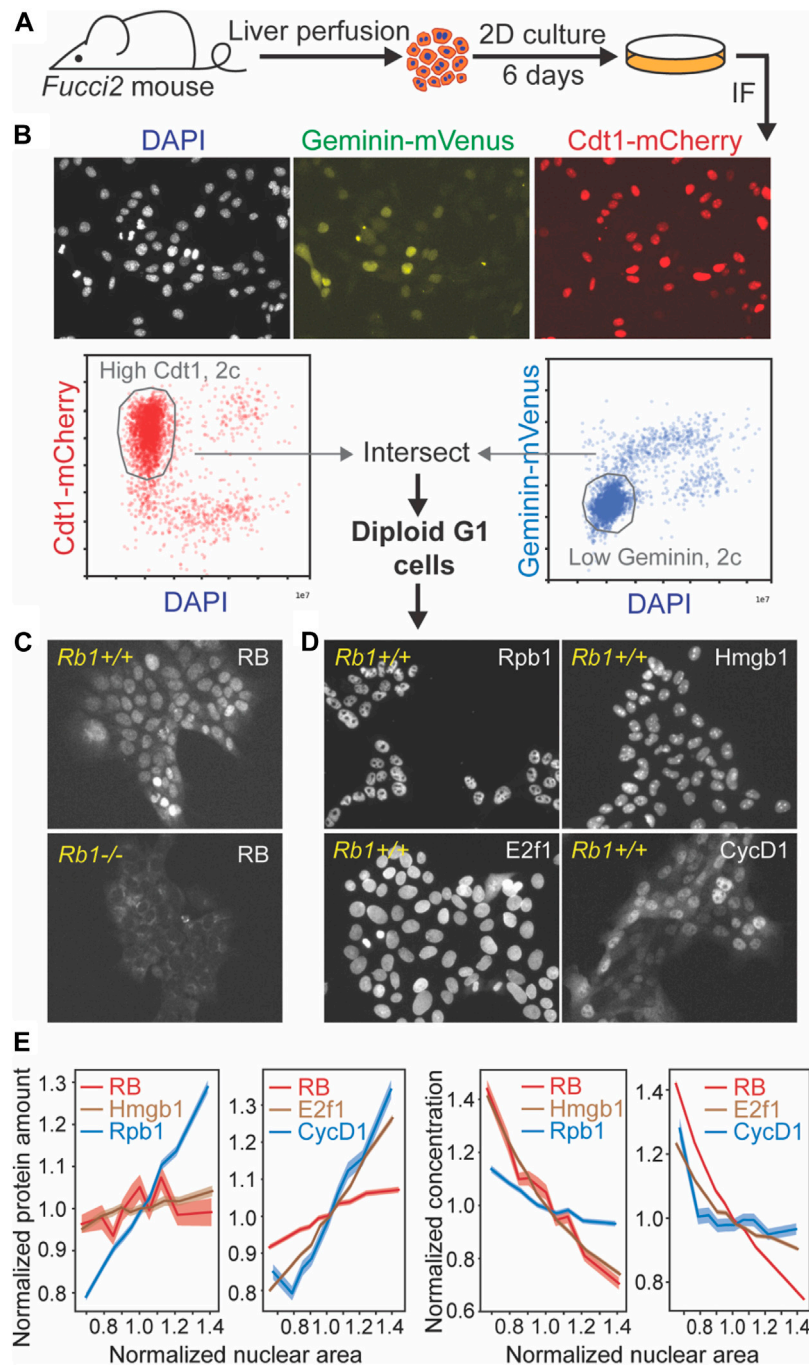 A
Liver perfusion
2D culture
6 days
Fucci2 mouse
IF
B
DAPI
Geminin-mVenus
Cdt1-mCherry
High Cdt1, 2c
Cdt1-mCherry
DAPI
1e7
Intersect
Diploid G1
cells
Geminin-mVenus
Low Geminin, 2c
DAPI
1e7
C
Rb1+/+
RB
Rb1-/-
RB
D
Rb1+/+
Rpb1
Rb1+/+
Hmgb1
Rb1+/+
E2f1
Rb1+/+
CycD1
E
Normalized protein amount
1.3
1.2
1.1
1.0
0.9
0.8
RB
Hmgb1
Rpb1
0.8 1.0 1.2 1.4
1.3
1.2
1.1
1.0
0.9
0.8
RB
E2f1
CycD1
0.8 1.0 1.2 1.4
Normalized nuclear area
Normalized concentration
1.4
1.2
1.0
0.8
0.6
RB
Hmgb1
Rpb1
0.8 1.0 1.2 1.4
1.4
1.2
1.0
0.8
RB
E2f1
CycD1
0.8 1.0 1.2 1.4
Normalized nuclear area